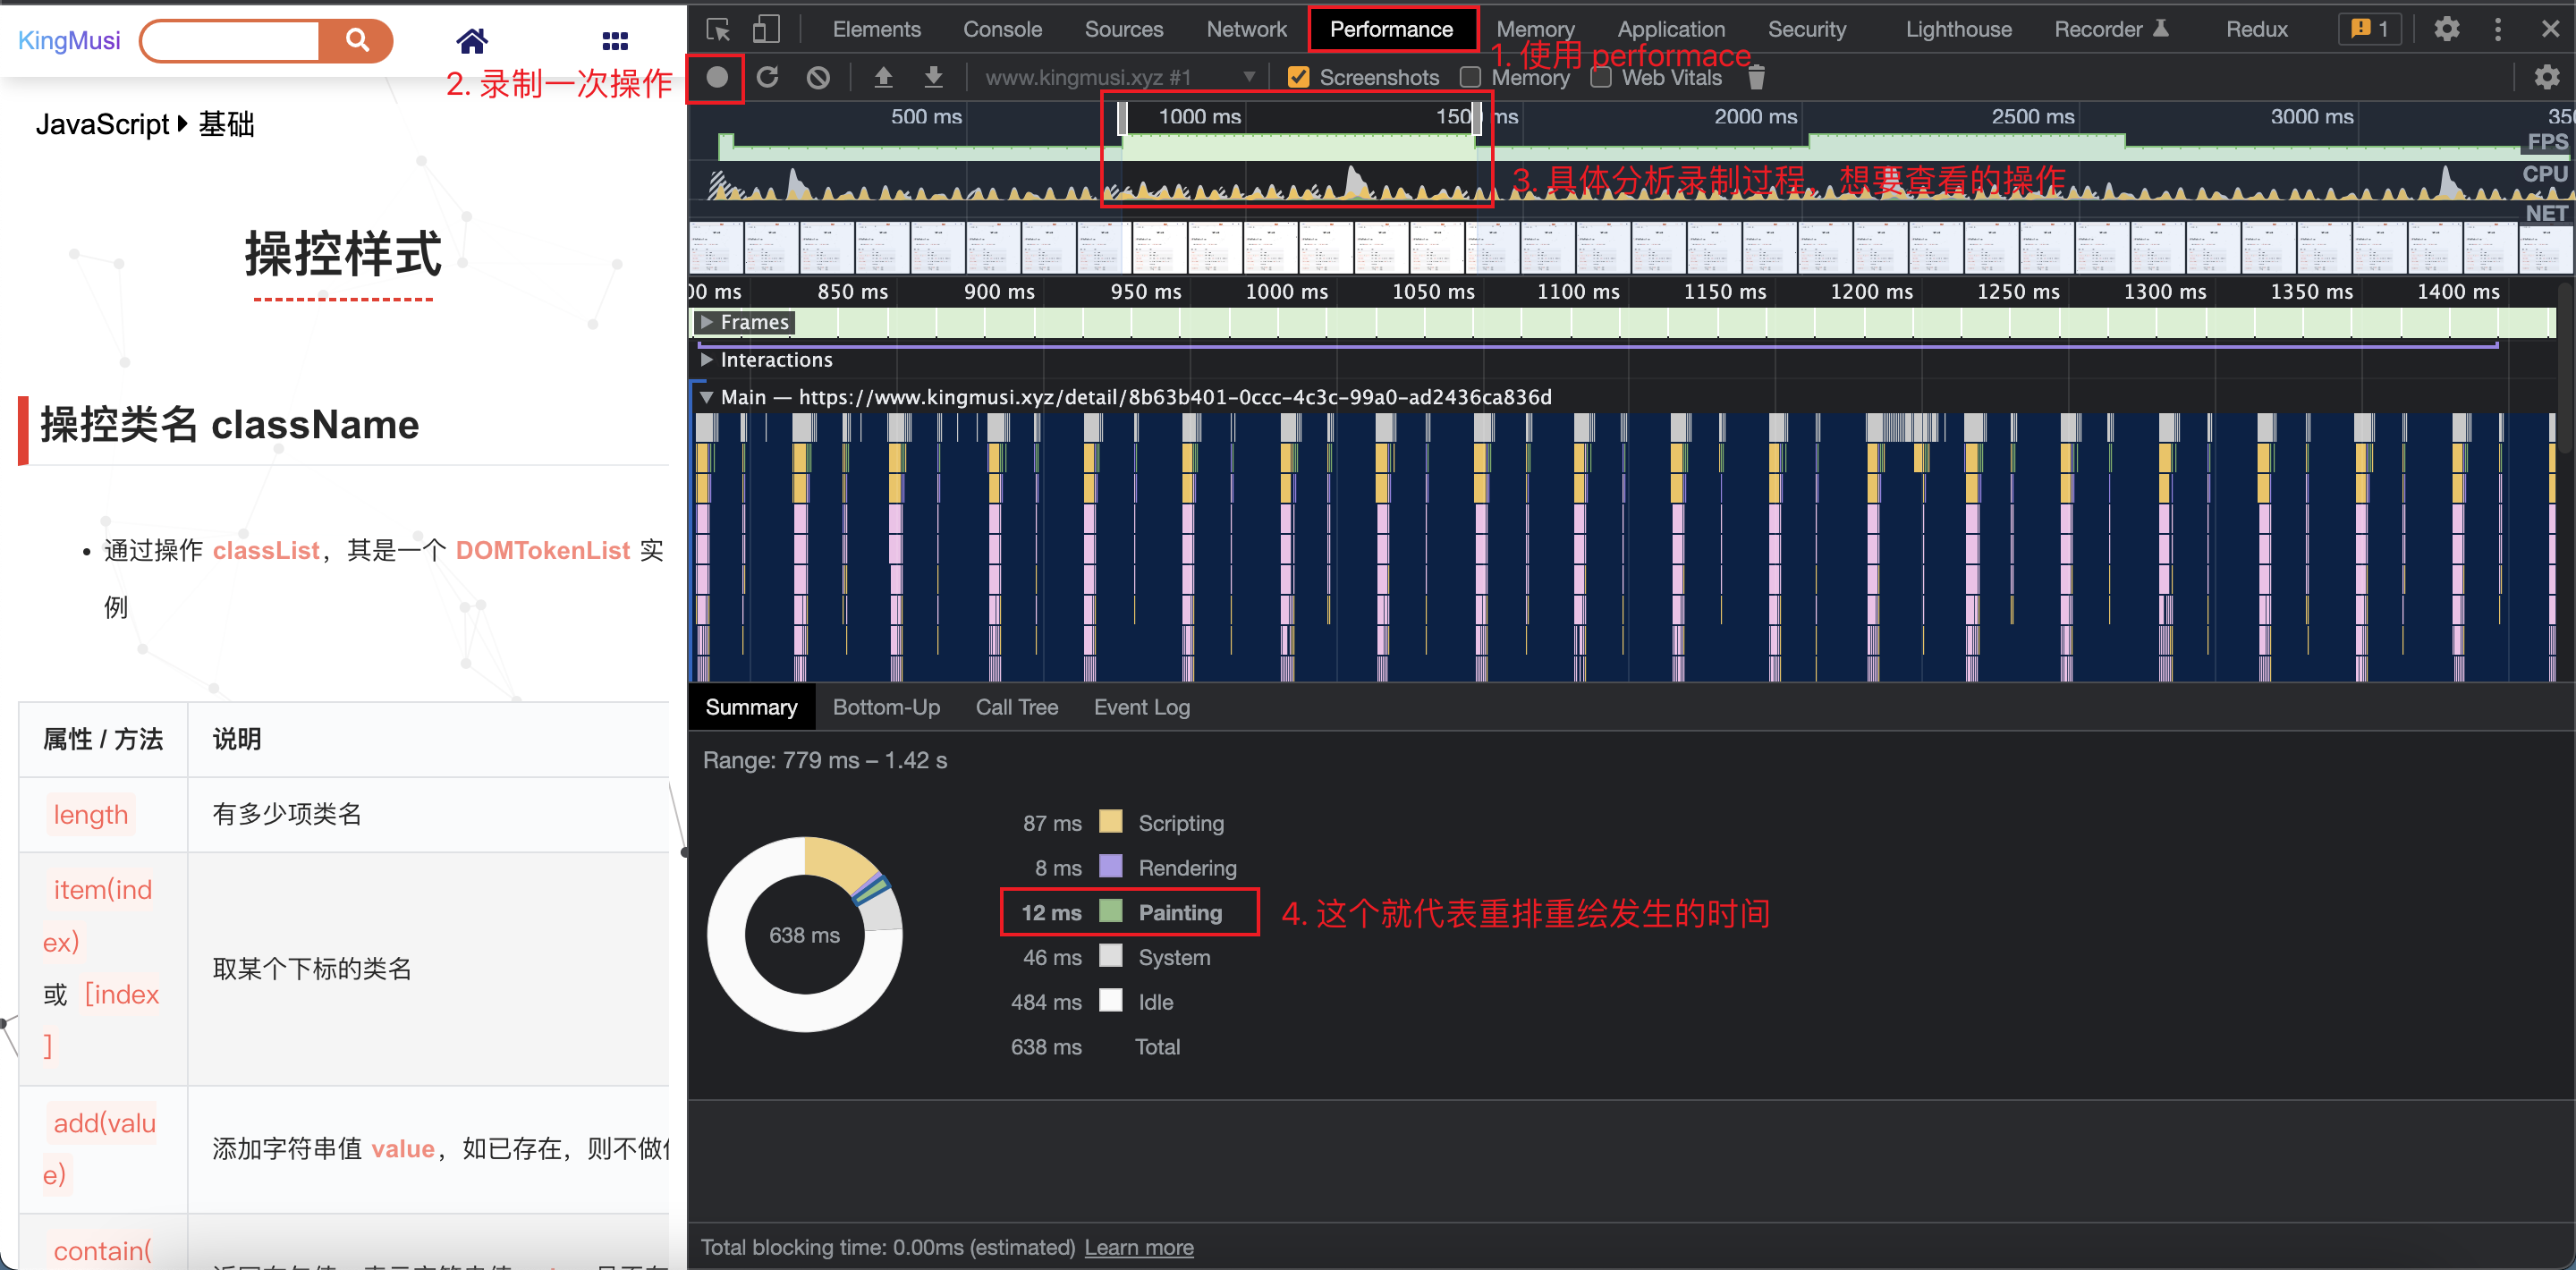 KingMusi
2. 录制一次操作
JavaScript 基础
操控样式
操控类名 className
通过操作 classList，其是一个 DOMTokenList 实
例
属性 / 方法 说明
length 有多少项类名
item(ind
ex)
或 [index
]
取某个下标的类名
add(valu
e)
添加字符串值 value，如已存在，则不做
contain(
Elements Console Sources Network Performance Memory Application Security Lighthouse Recorder Redux 1
1. 使用 performace
www.kingmusi.xyz #1 Screenshots Memory Web Vitals
500 ms 1000 ms 1500 ms 2000 ms 2500 ms 3000 ms 350
FPS
3. 具体分析录制过程，想要查看的操作
CPU
NET
00 ms 850 ms 900 ms 950 ms 1000 ms 1050 ms 1100 ms 1150 ms 1200 ms 1250 ms 1300 ms 1350 ms 1400 ms
Frames
Interactions
Main — https://www.kingmusi.xyz/detail/8b63b401-0ccc-4c3c-99a0-ad2436ca836d
Summary Bottom-Up Call Tree Event Log
Range: 779 ms – 1.42 s
638 ms
87 ms Scripting
8 ms Rendering
12 ms Painting
4. 这个就代表重排重绘发生的时间
46 ms System
484 ms Idle
638 ms Total
Total blocking time: 0.00ms (estimated) Learn more